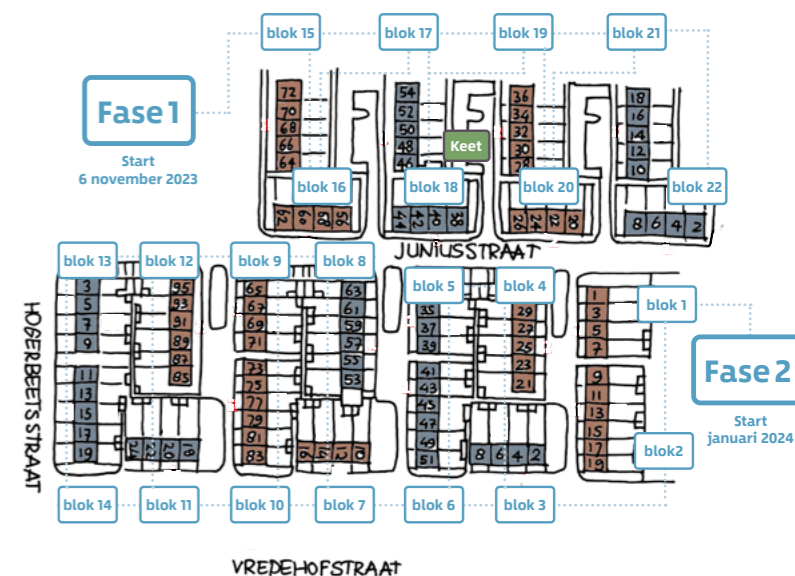 blok 15
blok 17
blok 19
blok 21
Fase 1
Start
6 november 2023
72
70
68
66
64
54
52
50
48
46
36
34
32
30
28
18
16
14
12
10
Keet
blok 16
blok 18
blok 20
blok 22
62 60 58 56
44 42 40 38
26 24 22 20
8 6 4 2
JUNIUSSTRAAT
blok 13
blok 12
blok 9
blok 8
blok 5
blok 4
blok 1
3
5
7
9
11
13
15
17
19
95
93
91
89
87
85
24 22 20 18
65
67
69
71
73
75
77
79
81
83
63
61
59
57
55
53
16 14 12 10
35
37
39
41
43
45
47
49
51
29
27
25
23
21
8 6 4 2
1
3
5
7
9
11
13
15
17
19
HOGERBEETSSTRAAT
Fase 2
Start
januari 2024
blok2
blok 14
blok 11
blok 10
blok 7
blok 6
blok 3
VREDEHOFSTRAAT